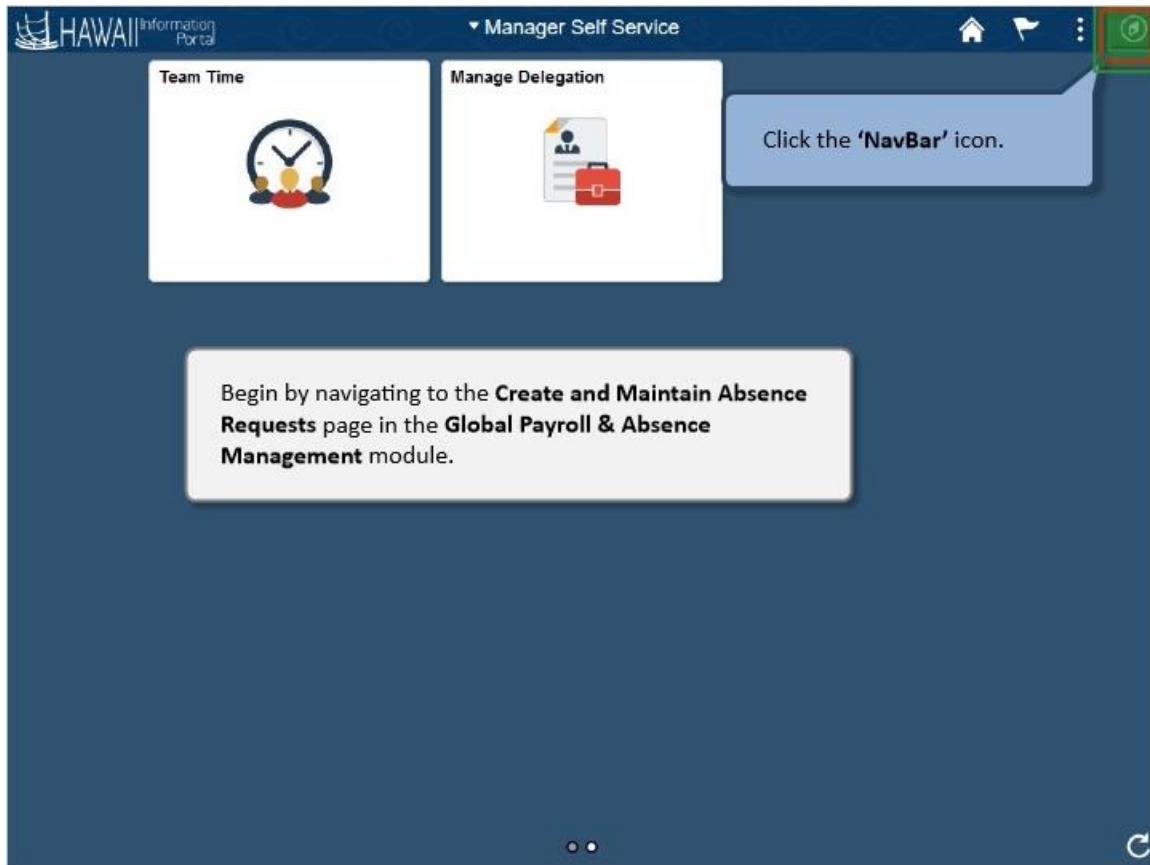 HAWAII Information
Portal
Manager Self Service
Team Time
Manage Delegation
Click the ‘NavBar’ icon.
Begin by navigating to the Create and Maintain Absence
Requests page in the Global Payroll & Absence
Management module.